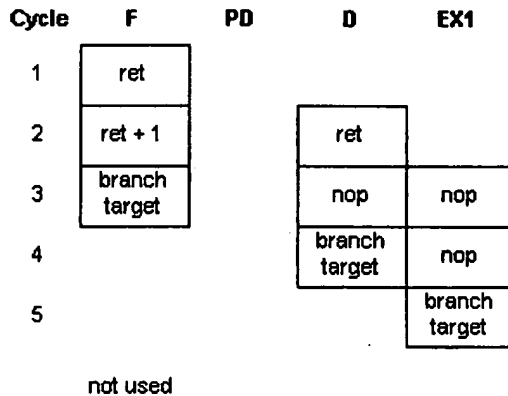 Cycle F PD D EX1
1 ret
2 ret + 1 ret
3 branch target nop nop
4 branch target nop
5 branch target
not used